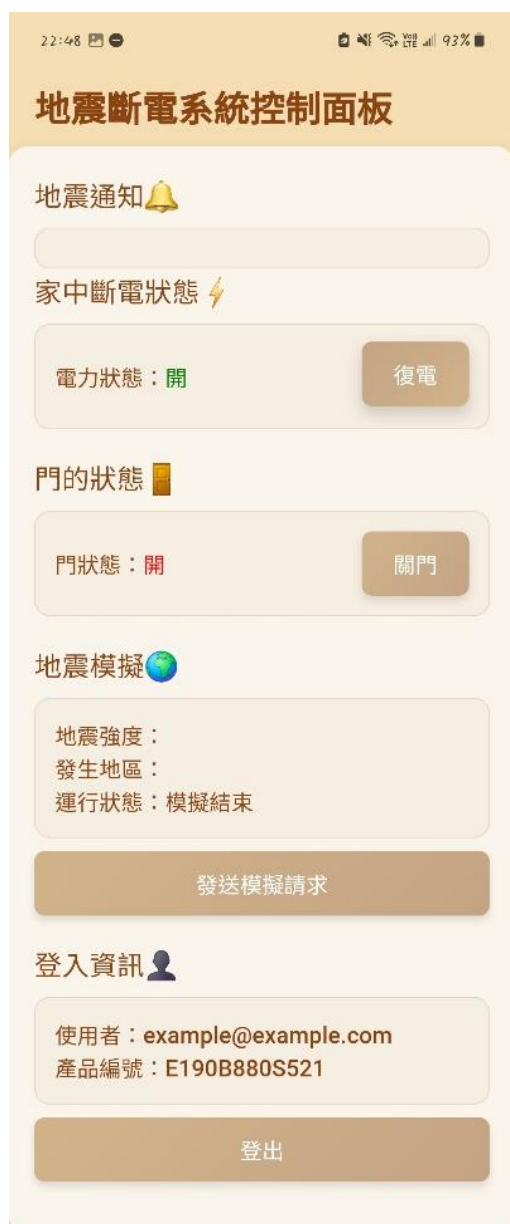 22:48
93%
地震斷電系統控制面板
地震通知🔔
家中斷電狀態⚡
電力狀態：開
復電
門的狀態🚪
門狀態：開
關門
地震模擬🌍
地震強度：
發生地區：
運行狀態：模擬結束
發送模擬請求
登入資訊👤
使用者：example@example.com
產品編號：E190B880S521
登出